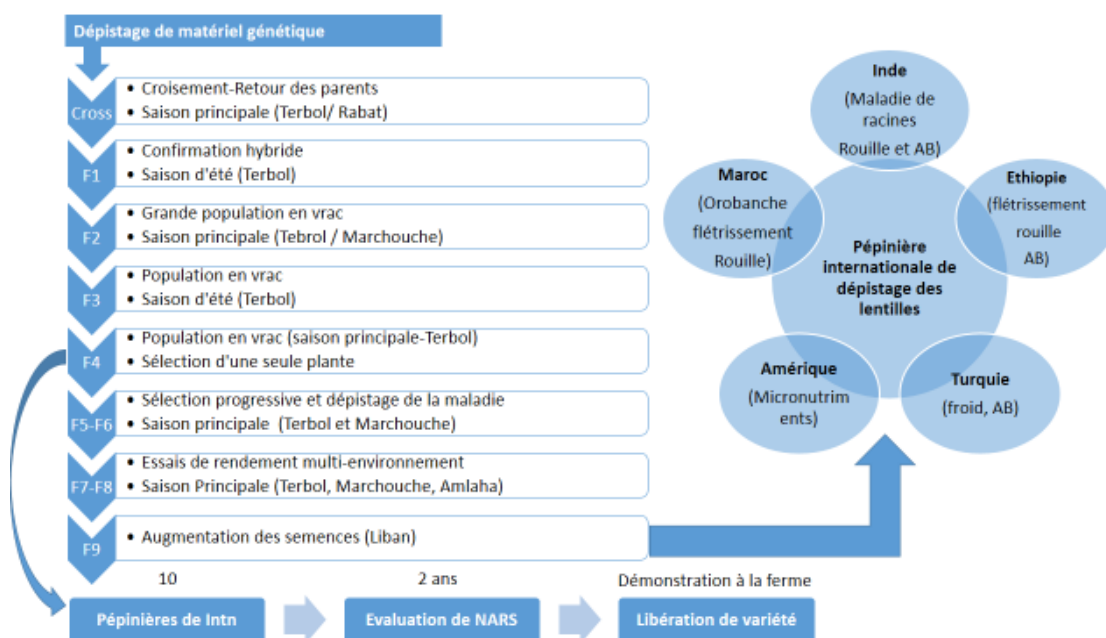 Dépistage de matériel génétique
Cross
• Croisement-Retour des parents
• Saison principale (Terbol/ Rabat)
F1
• Confirmation hybride
• Saison d'été (Terbol)
F2
• Grande population en vrac
• Saison principale (Tebrol / Marchouche)
F3
• Population en vrac
• Saison d'été (Terbol)
F4
• Population en vrac (saison principale-Terbol)
• Sélection d'une seule plante
F5-F6
• Sélection progressive et dépistage de la maladie
• Saison principale (Terbol et Marchouche)
F7-F8
• Essais de rendement multi-environnement
• Saison Principale (Terbol, Marchouche, Amlaha)
F9
• Augmentation des semences (Liban)
10
2 ans
Démonstration à la ferme
Pépinières de Intn
Evaluation de NARS
Libération de variété
Inde
(Maladie de
racines
Rouille et AB)
Maroc
(Orobanche
flétrissement
Rouille)
Ethiopie
(flétrissement
rouille
AB)
Pépinière
internationale de
dépistage des
lentilles
Amérique
(Micronutrim
ents)
Turquie
(froid, AB)